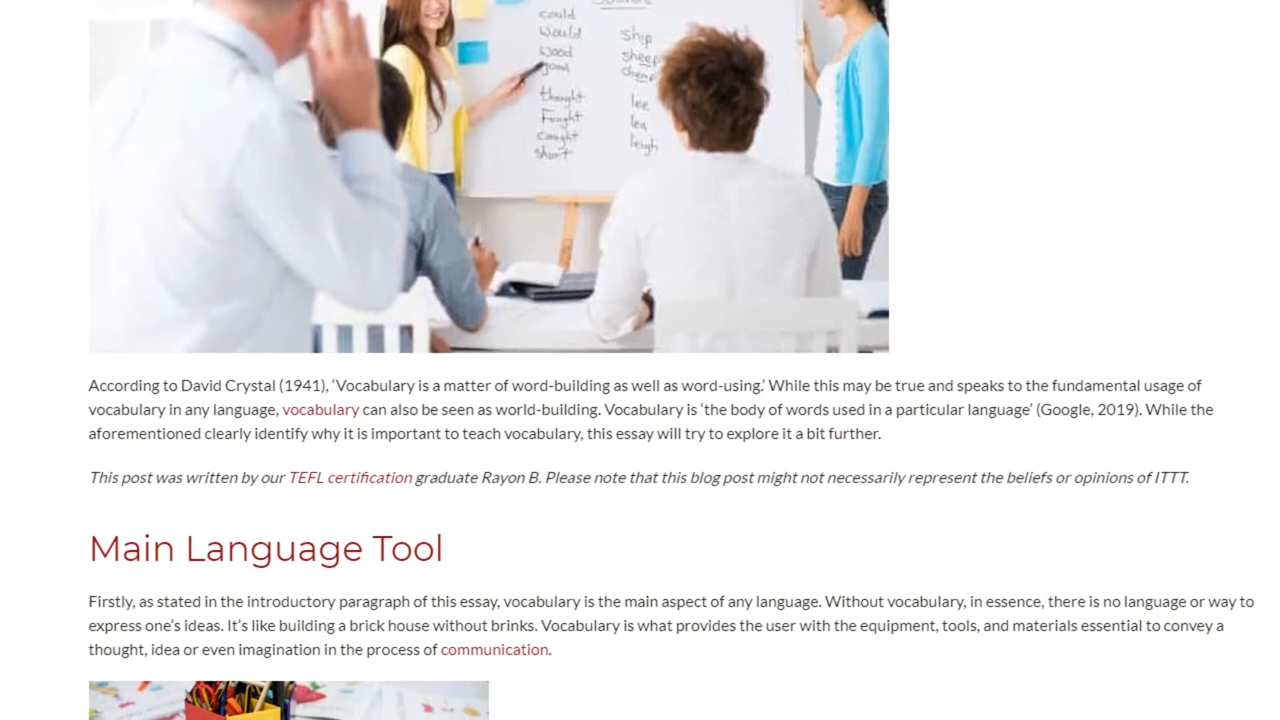 could
would
wood
good
thought
Fought
caught
short
ship
sheep
cheap
lee
lea
leigh
According to David Crystal (1941), ‘Vocabulary is a matter of word-building as well as word-using.’ While this may be true and speaks to the fundamental usage of
vocabulary in any language, vocabulary can also be seen as world-building. Vocabulary is ‘the body of words used in a particular language’ (Google, 2019). While the
aforementioned clearly identify why it is important to teach vocabulary, this essay will try to explore it a bit further.
This post was written by our TEFL certification graduate Rayon B. Please note that this blog post might not necessarily represent the beliefs or opinions of ITTT.
Main Language Tool
Firstly, as stated in the introductory paragraph of this essay, vocabulary is the main aspect of any language. Without vocabulary, in essence, there is no language or way to
express one’s ideas. It’s like building a brick house without brinks. Vocabulary is what provides the user with the equipment, tools, and materials essential to convey a
thought, idea or even imagination in the process of communication.